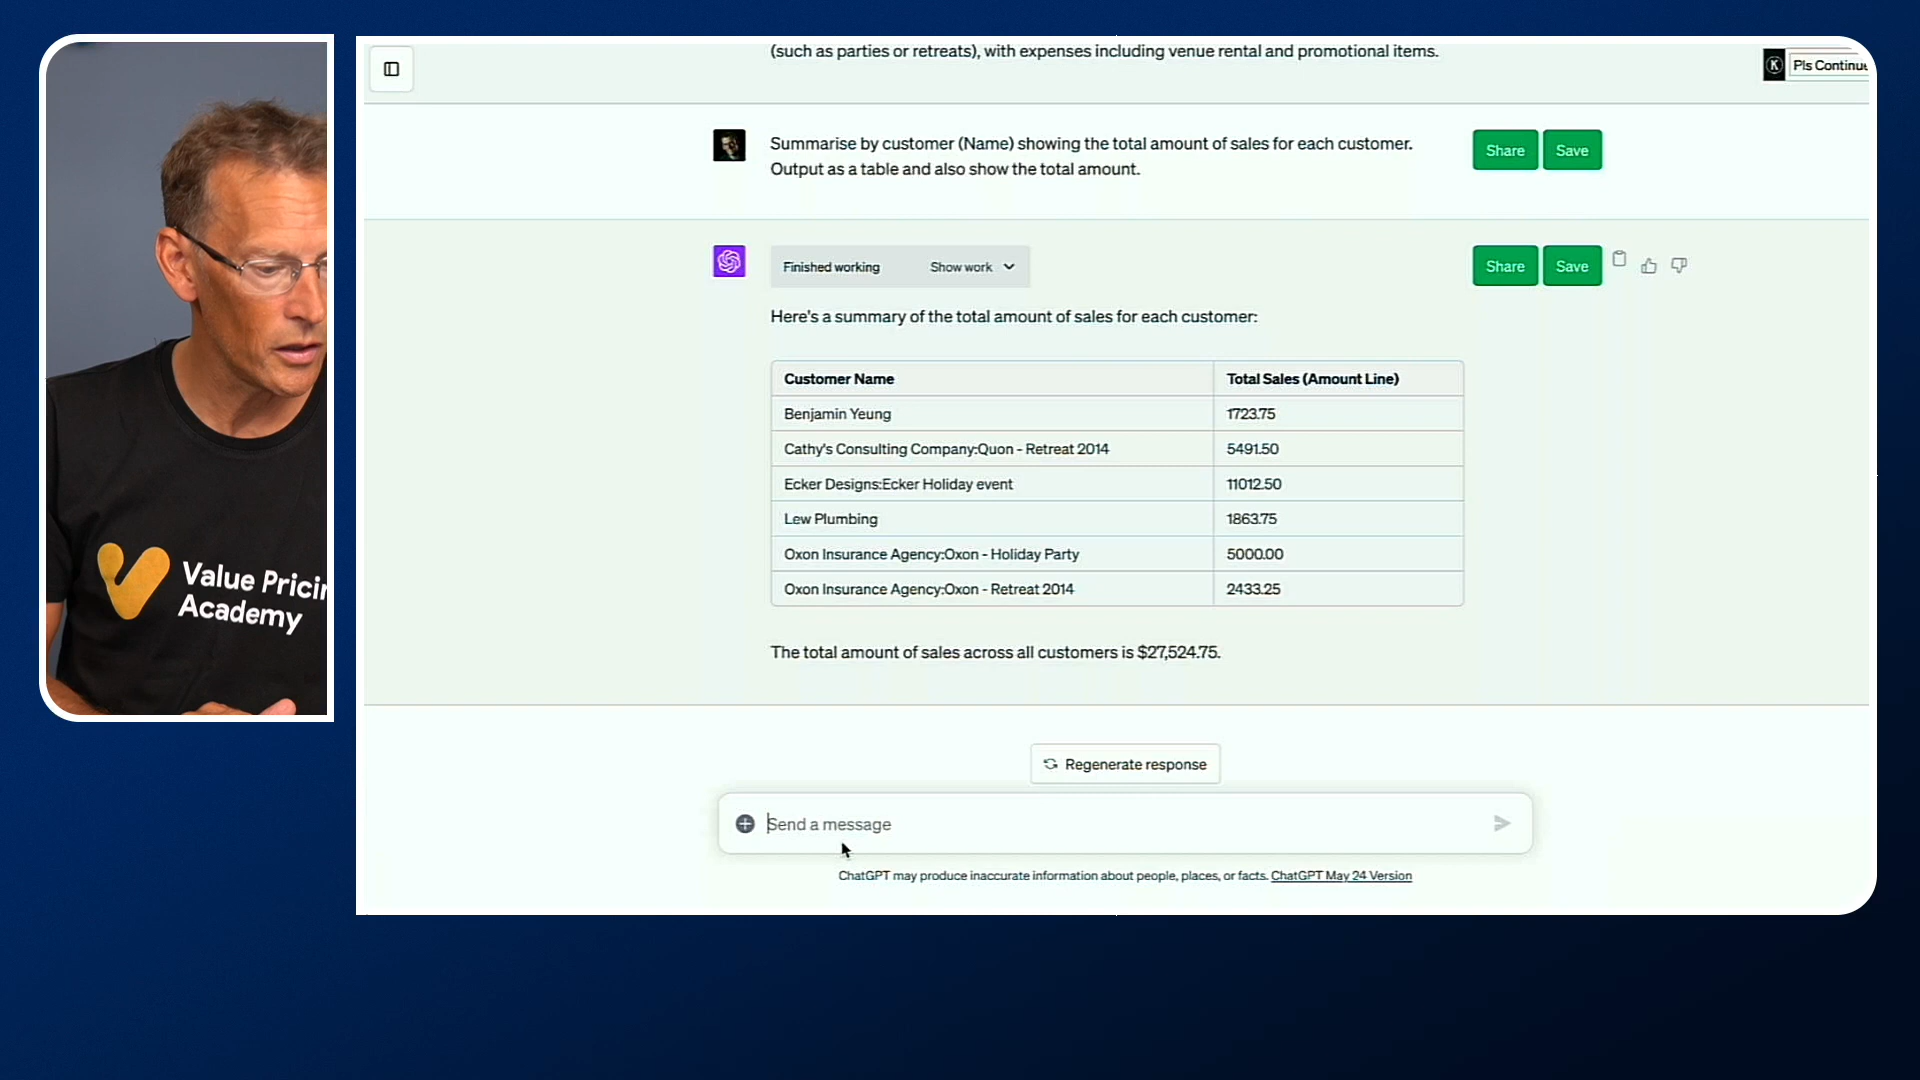 (such as parties or retreats), with expenses including venue rental and promotional items.
Pls Continue
Summarise by customer (Name) showing the total amount of sales for each customer.
Output as a table and also show the total amount.
Share Save
Finished working Show work
Share Save
Here's a summary of the total amount of sales for each customer:
Customer Name Total Sales (Amount Line)
Benjamin Yeung 1723.75
Cathy's Consulting Company:Quon - Retreat 2014 5491.50
Ecker Designs:Ecker Holiday event 11012.50
Lew Plumbing 1863.75
Oxon Insurance Agency:Oxon - Holiday Party 5000.00
Oxon Insurance Agency:Oxon - Retreat 2014 2433.25
The total amount of sales across all customers is $27,524.75.
Regenerate response
Send a message
ChatGPT may produce inaccurate information about people, places, or facts. ChatGPT May 24 Version
Value Pricin
Academy